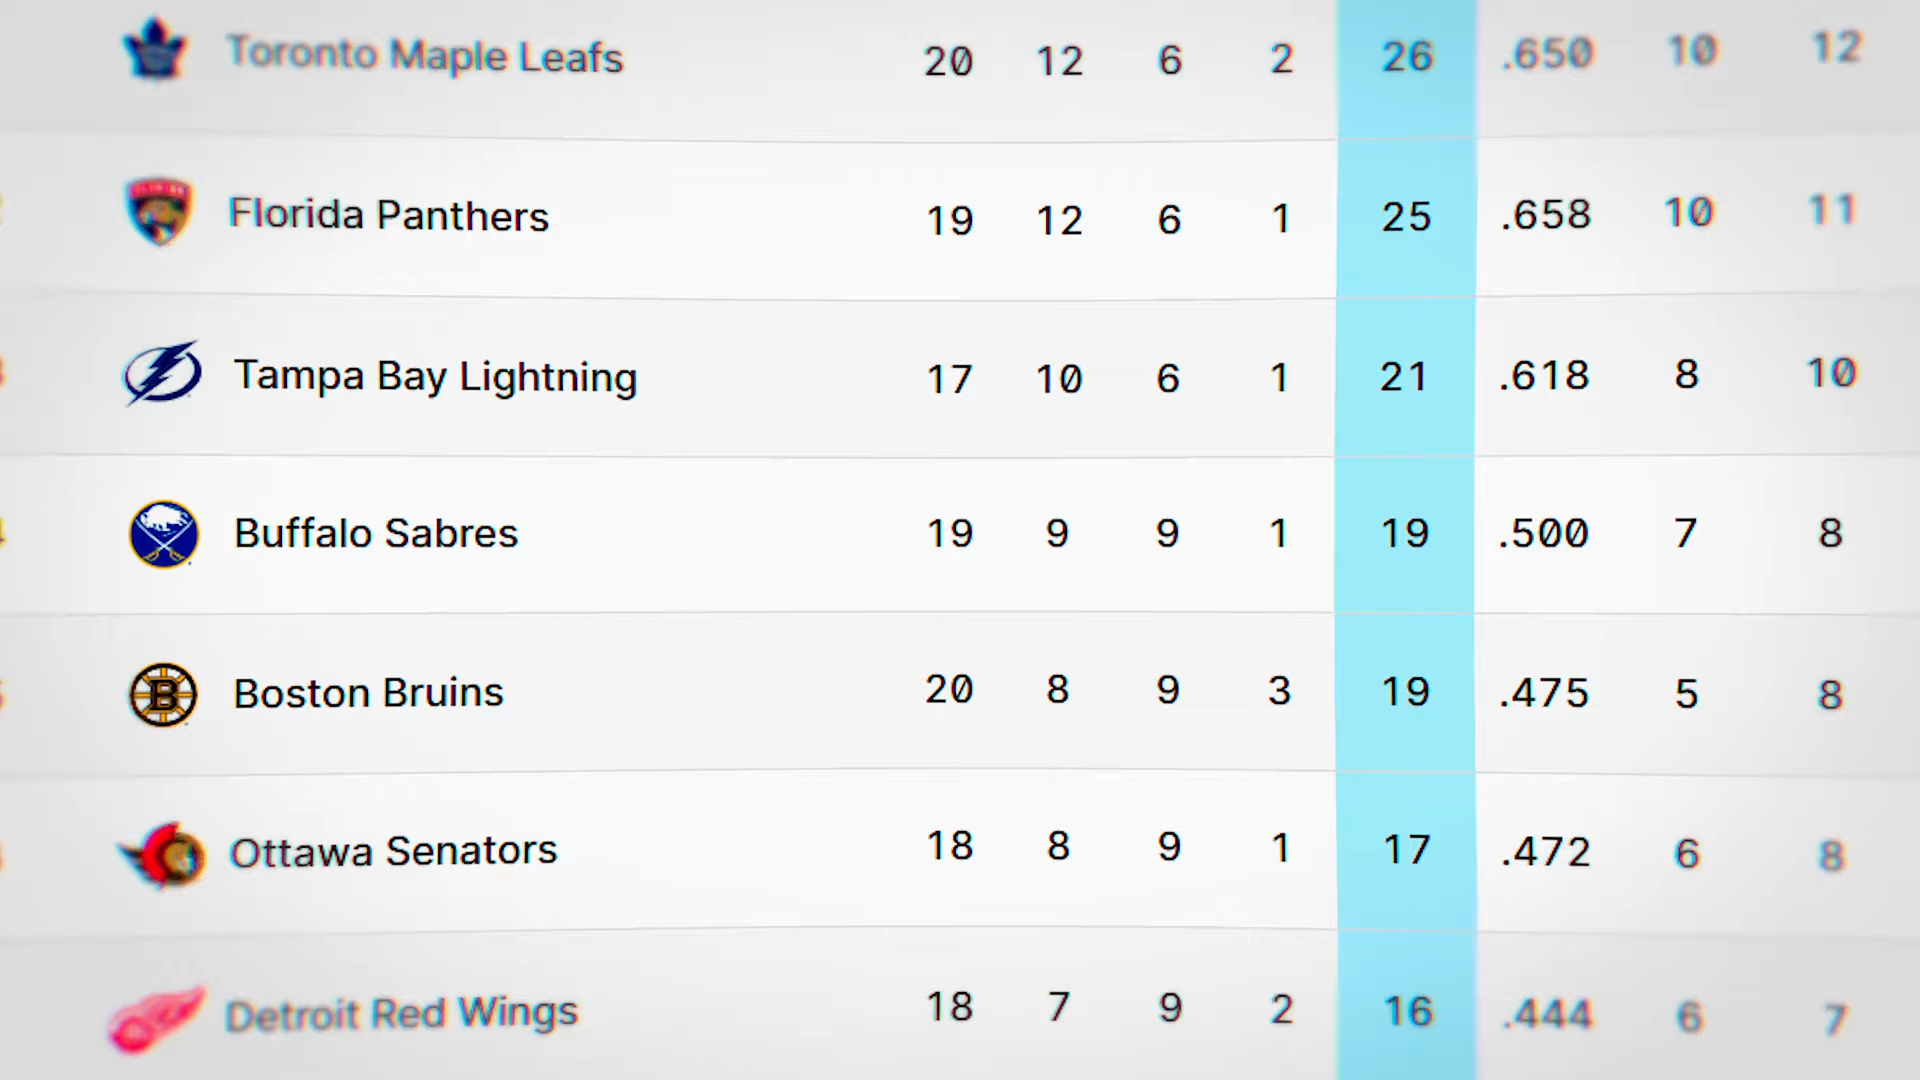 Toronto Maple Leafs 20 12 6 2 26 .650 10 12
Florida Panthers 19 12 6 1 25 .658 10 11
Tampa Bay Lightning 17 10 6 1 21 .618 8 10
Buffalo Sabres 19 9 9 1 19 .500 7 8
Boston Bruins 20 8 9 3 19 .475 5 8
Ottawa Senators 18 8 9 1 17 .472 6 8
Detroit Red Wings 18 7 9 2 16 .444 6 7